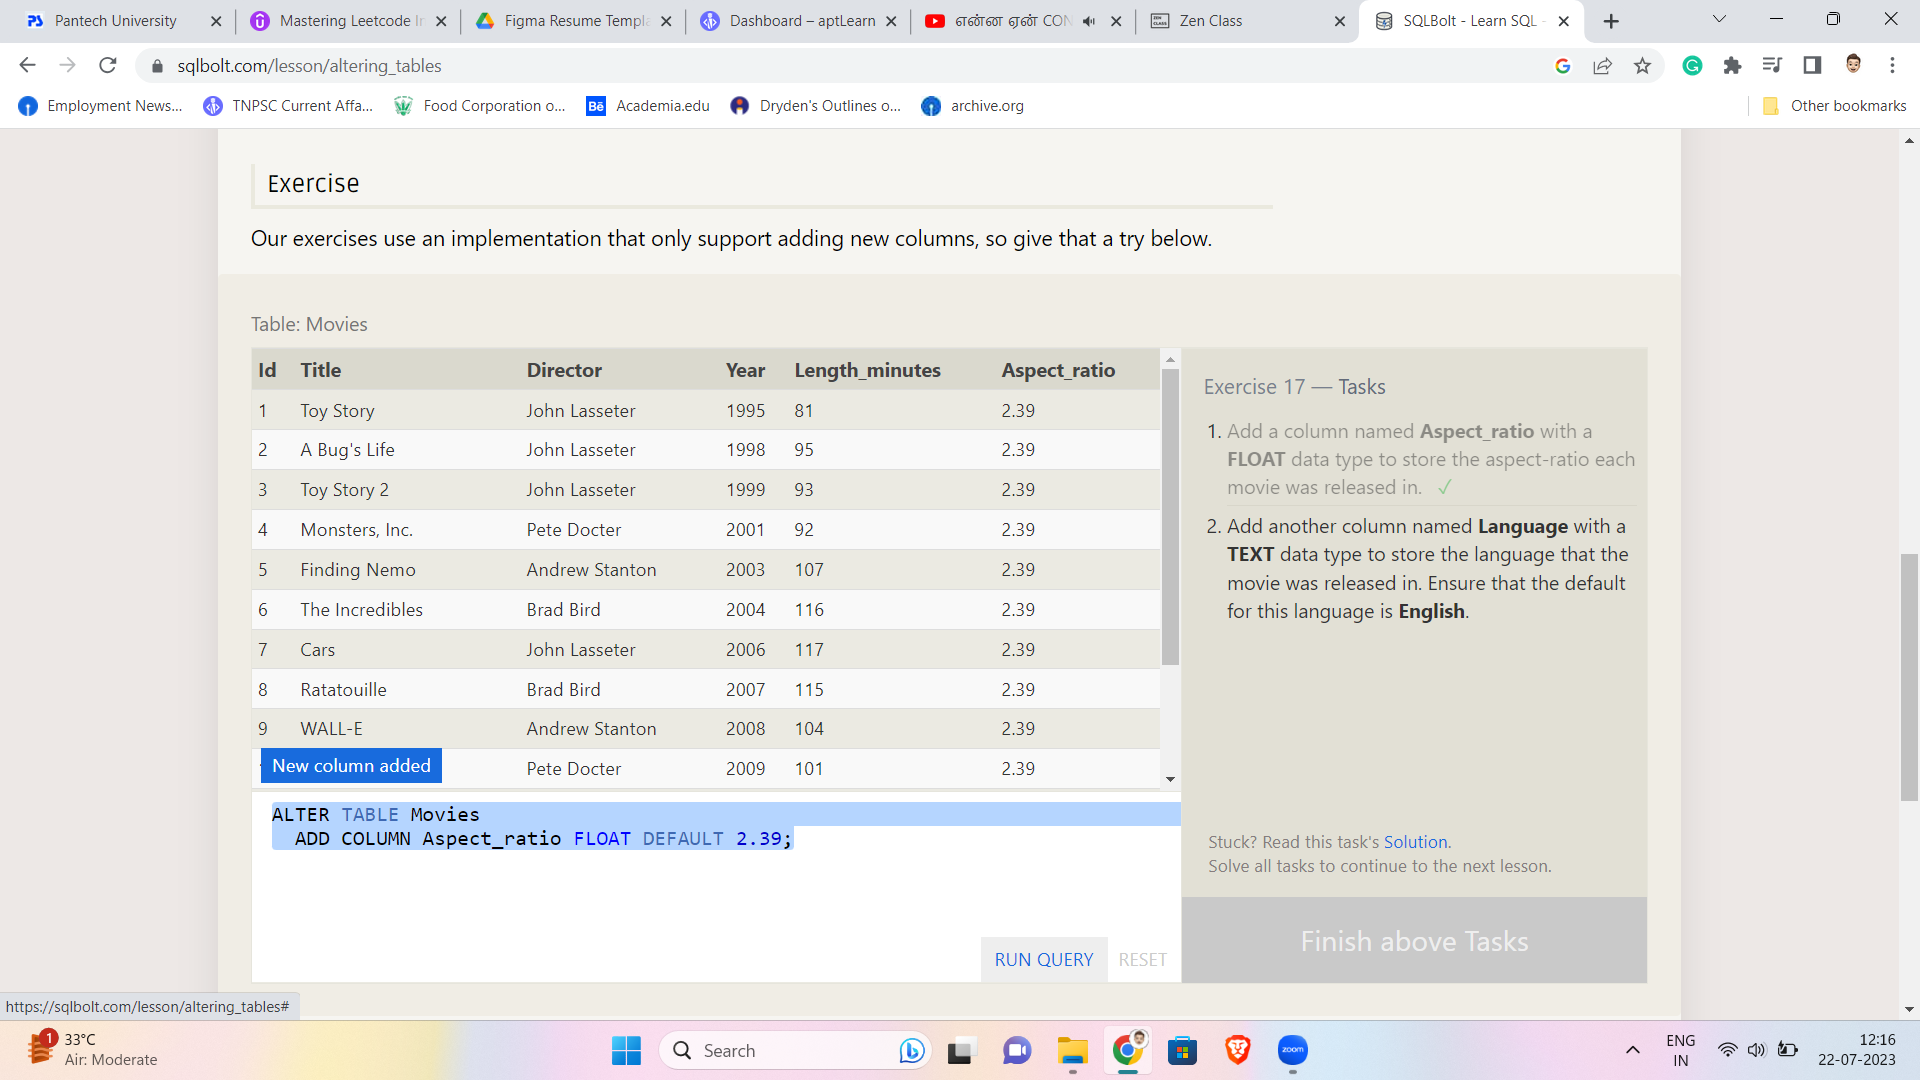 Pantech University
Mastering Leetcode In
Figma Resume Templa
Dashboard – aptLearn
என்ன ஏன் CON
Zen Class
SQLBolt - Learn SQL -
sqlbolt.com/lesson/altering_tables
Employment News...
TNPSC Current Affa...
Food Corporation o...
Bē Academia.edu
Dryden's Outlines o...
archive.org
Other bookmarks
Exercise
Our exercises use an implementation that only support adding new columns, so give that a try below.
Table: Movies
Id Title Director Year Length_minutes Aspect_ratio
1 Toy Story John Lasseter 1995 81 2.39
2 A Bug's Life John Lasseter 1998 95 2.39
3 Toy Story 2 John Lasseter 1999 93 2.39
4 Monsters, Inc. Pete Docter 2001 92 2.39
5 Finding Nemo Andrew Stanton 2003 107 2.39
6 The Incredibles Brad Bird 2004 116 2.39
7 Cars John Lasseter 2006 117 2.39
8 Ratatouille Brad Bird 2007 115 2.39
9 WALL-E Andrew Stanton 2008 104 2.39
New column added
Pete Docter 2009 101 2.39
ALTER TABLE Movies
ADD COLUMN Aspect_ratio FLOAT DEFAULT 2.39;
RUN QUERY RESET
Exercise 17 — Tasks
1. Add a column named Aspect_ratio with a
FLOAT data type to store the aspect-ratio each
movie was released in. ✓
2. Add another column named Language with a
TEXT data type to store the language that the
movie was released in. Ensure that the default
for this language is English.
Stuck? Read this task's Solution.
Solve all tasks to continue to the next lesson.
Finish above Tasks
https://sqlbolt.com/lesson/altering_tables#
1
33°C
Air: Moderate
Search
zoom
ENG
IN
12:16
22-07-2023